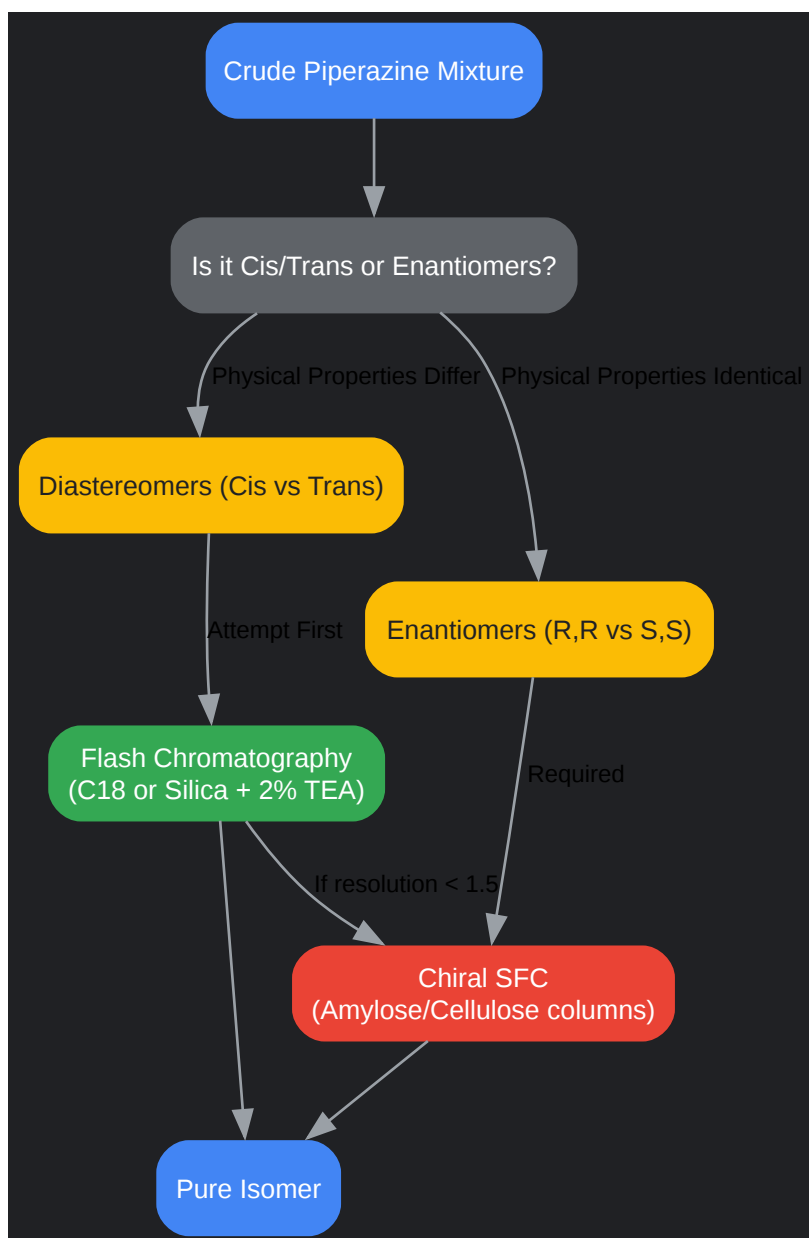 Crude Piperazine Mixture
Is it Cis/Trans or Enantiomers?
Physical Properties Differ
Physical Properties Identical
Diastereomers (Cis vs Trans)
Attempt First
Enantiomers (R,R vs S,S)
Flash Chromatography
(C18 or Silica + 2% TEA)
Required
If resolution < 1.5
Chiral SFC
(Amylose/Cellulose columns)
Pure Isomer